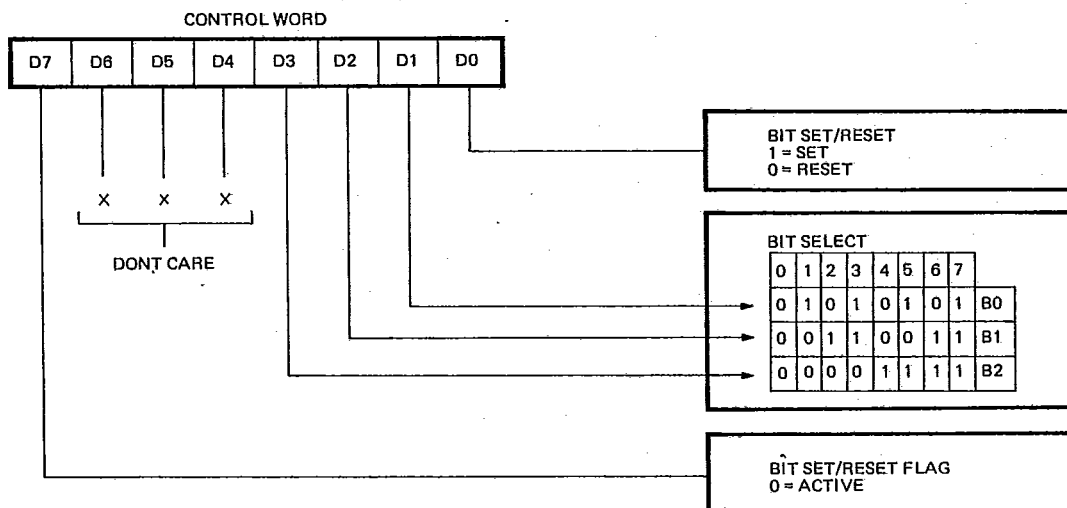 CONTROL WORD
D7 D6 D5 D4 D3 D2 D1 D0
BIT SET/RESET
1 = SET
0 = RESET
X X X
DONT CARE
BIT SELECT
0 1 2 3 4 5 6 7
0 1 0 1 0 1 0 1 B0
0 0 1 1 0 0 1 1 B1
0 0 0 0 1 1 1 1 B2
BIT SET/RESET FLAG
0 = ACTIVE